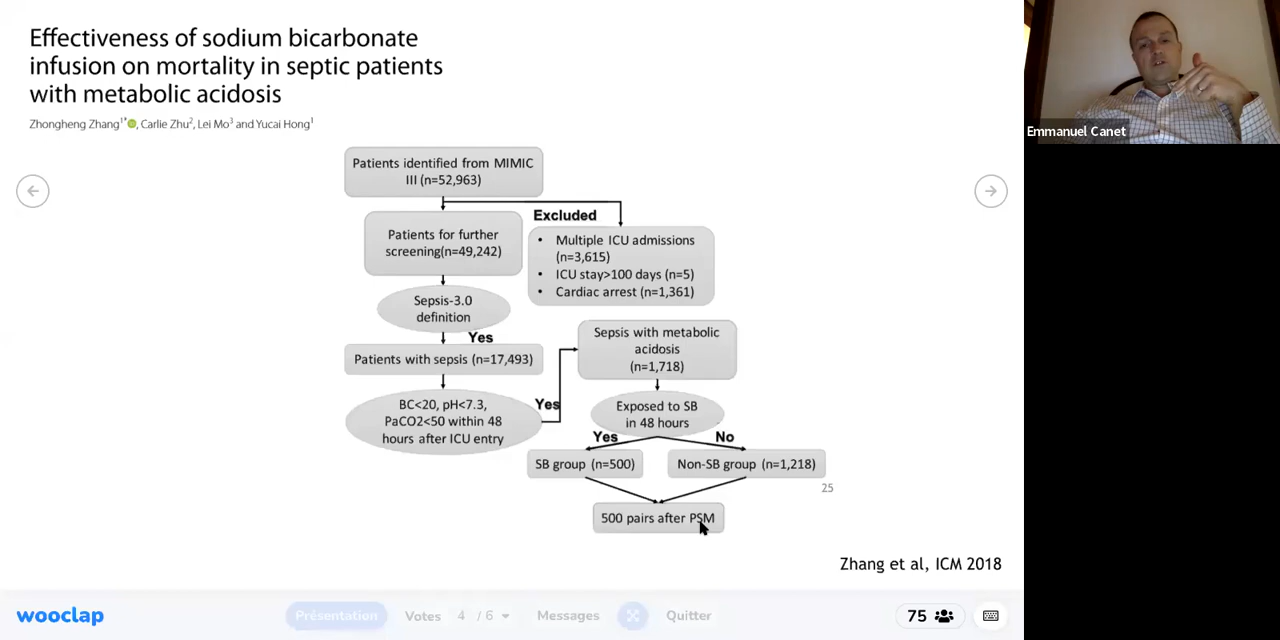 Effectiveness of sodium bicarbonate
infusion on mortality in septic patients
with metabolic acidosis
Zhongheng Zhang1*, Carlie Zhu2, Lei Mo3 and Yucai Hong1
Emmanuel Canet
Patients identified from MIMIC
III (n=52,963)
Excluded
Patients for further
screening(n=49,242)
• Multiple ICU admissions
(n=3,615)
• ICU stay>100 days (n=5)
• Cardiac arrest (n=1,361)
Sepsis-3.0
definition
Yes
Patients with sepsis (n=17,493)
BC<20, pH<7.3,
PaCO2<50 within 48
hours after ICU entry
Yes
Sepsis with metabolic
acidosis
(n=1,718)
Exposed to SB
in 48 hours
Yes
No
SB group (n=500)
Non-SB group (n=1,218)
25
500 pairs after PSM
Zhang et al, ICM 2018
wooclap
Présentation
Votes
4 / 6
Messages
Quitter
75